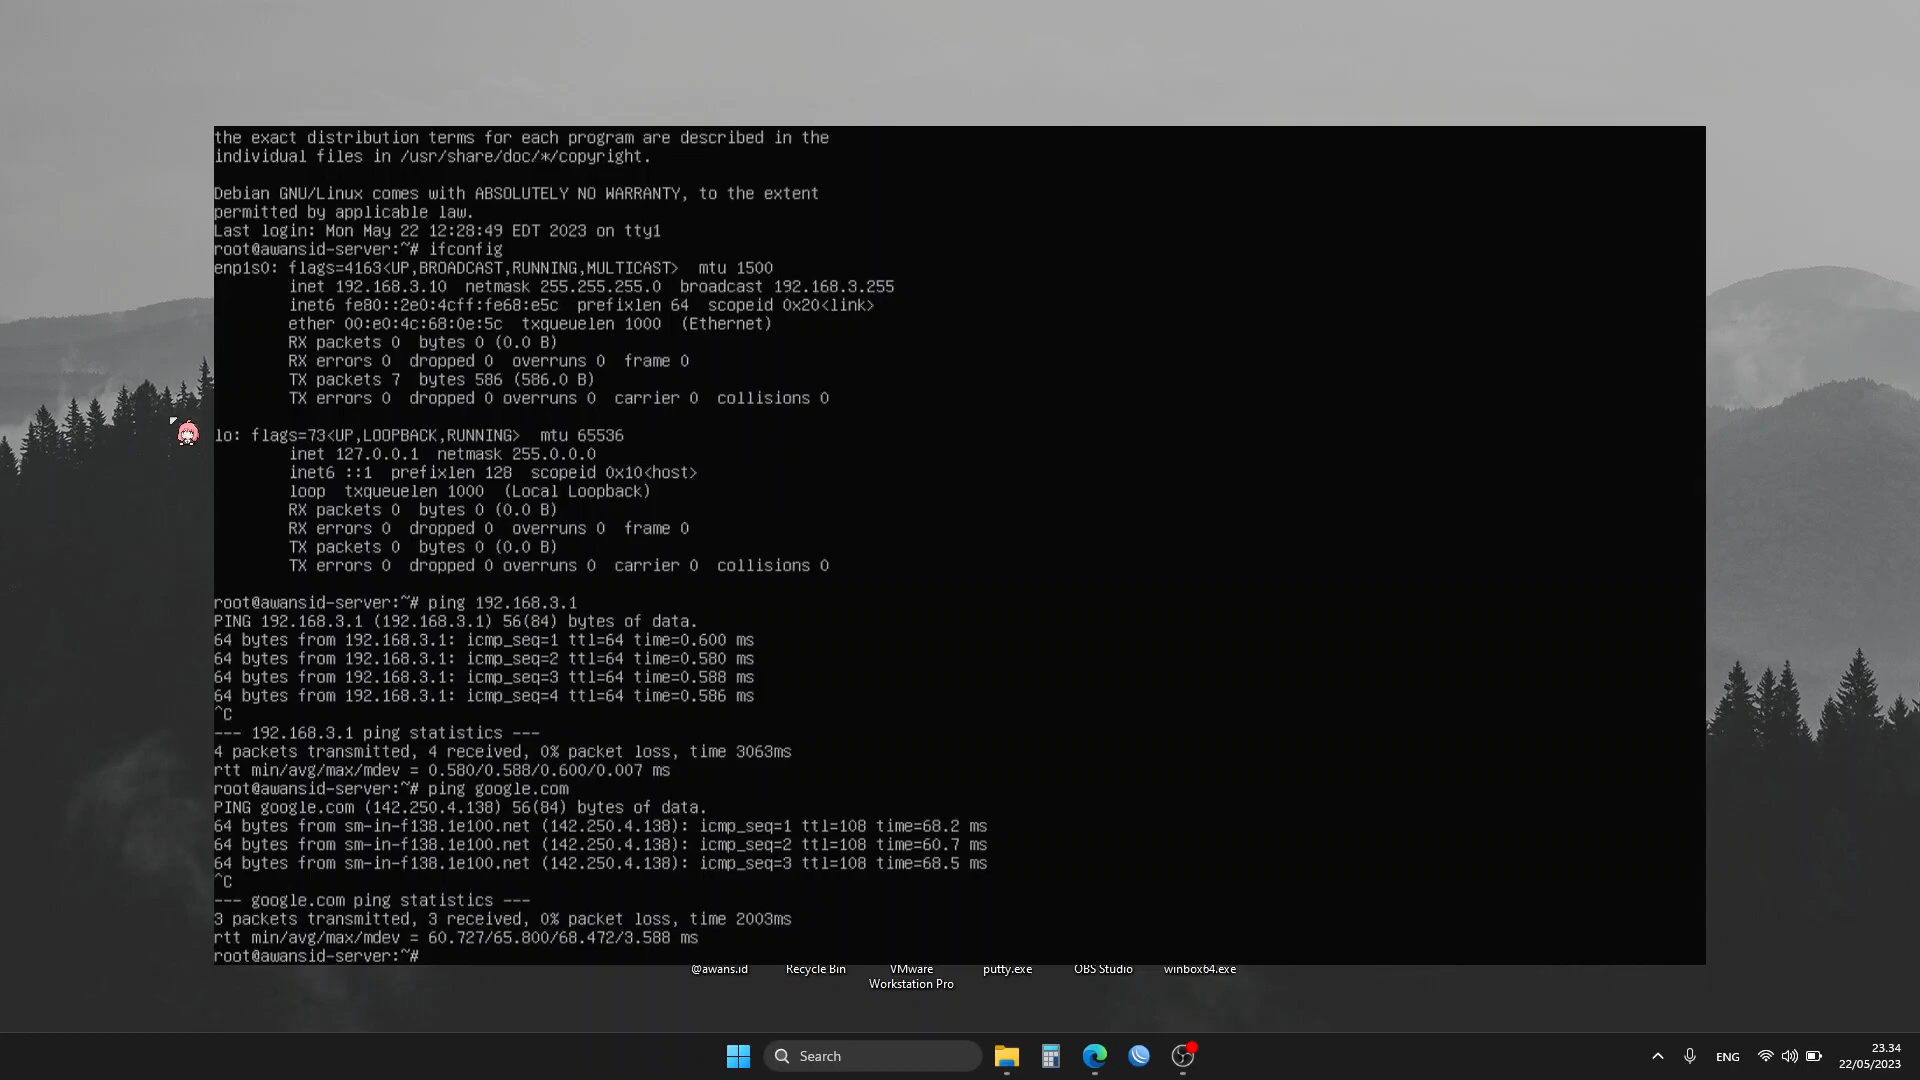 the exact distribution terms for each program are described in the
individual files in /usr/share/doc/*/copyright.
Debian GNU/Linux comes with ABSOLUTELY NO WARRANTY, to the extent
permitted by applicable law.
Last login: Mon May 22 12:28:49 EDT 2023 on tty1
root@awansid-server:~# ifconfig
enp1s0: flags=4163<UP,BROADCAST,RUNNING,MULTICAST>  mtu 1500
inet 192.168.3.10  netmask 255.255.255.0  broadcast 192.168.3.255
inet6 fe80::2e0:4cff:fe68:e5c  prefixlen 64  scopeid 0x20<link>
ether 00:e0:4c:68:0e:5c  txqueuelen 1000  (Ethernet)
RX packets 0  bytes 0 (0.0 B)
RX errors 0  dropped 0  overruns 0  frame 0
TX packets 7  bytes 586 (586.0 B)
TX errors 0  dropped 0 overruns 0  carrier 0  collisions 0
lo: flags=73<UP,LOOPBACK,RUNNING>  mtu 65536
inet 127.0.0.1  netmask 255.0.0.0
inet6 ::1  prefixlen 128  scopeid 0x10<host>
loop  txqueuelen 1000  (Local Loopback)
RX packets 0  bytes 0 (0.0 B)
RX errors 0  dropped 0  overruns 0  frame 0
TX packets 0  bytes 0 (0.0 B)
TX errors 0  dropped 0 overruns 0  carrier 0  collisions 0
root@awansid-server:~# ping 192.168.3.1
PING 192.168.3.1 (192.168.3.1) 56(84) bytes of data.
64 bytes from 192.168.3.1: icmp_seq=1 ttl=64 time=0.600 ms
64 bytes from 192.168.3.1: icmp_seq=2 ttl=64 time=0.580 ms
64 bytes from 192.168.3.1: icmp_seq=3 ttl=64 time=0.588 ms
64 bytes from 192.168.3.1: icmp_seq=4 ttl=64 time=0.586 ms
^C
--- 192.168.3.1 ping statistics ---
4 packets transmitted, 4 received, 0% packet loss, time 3063ms
rtt min/avg/max/mdev = 0.580/0.588/0.600/0.007 ms
root@awansid-server:~# ping google.com
PING google.com (142.250.4.138) 56(84) bytes of data.
64 bytes from sm-in-f138.1e100.net (142.250.4.138): icmp_seq=1 ttl=108 time=68.2 ms
64 bytes from sm-in-f138.1e100.net (142.250.4.138): icmp_seq=2 ttl=108 time=60.7 ms
64 bytes from sm-in-f138.1e100.net (142.250.4.138): icmp_seq=3 ttl=108 time=68.5 ms
^C
--- google.com ping statistics ---
3 packets transmitted, 3 received, 0% packet loss, time 2003ms
rtt min/avg/max/mdev = 60.727/65.800/68.472/3.588 ms
root@awansid-server:~#
@awans.id
Recycle Bin
VMware
Workstation Pro
putty.exe
OBS Studio
winbox64.exe
Search
ENG
23.34
22/05/2023